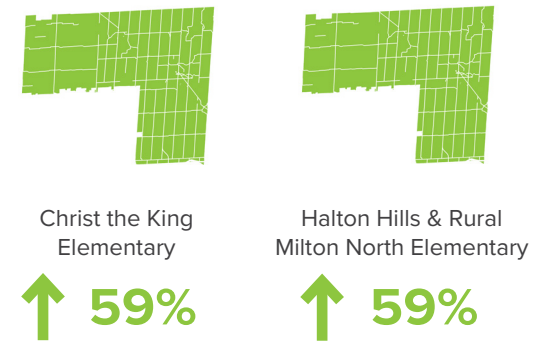 Christ the King
Elementary
59%
Halton Hills & Rural
Milton North Elementary
59%